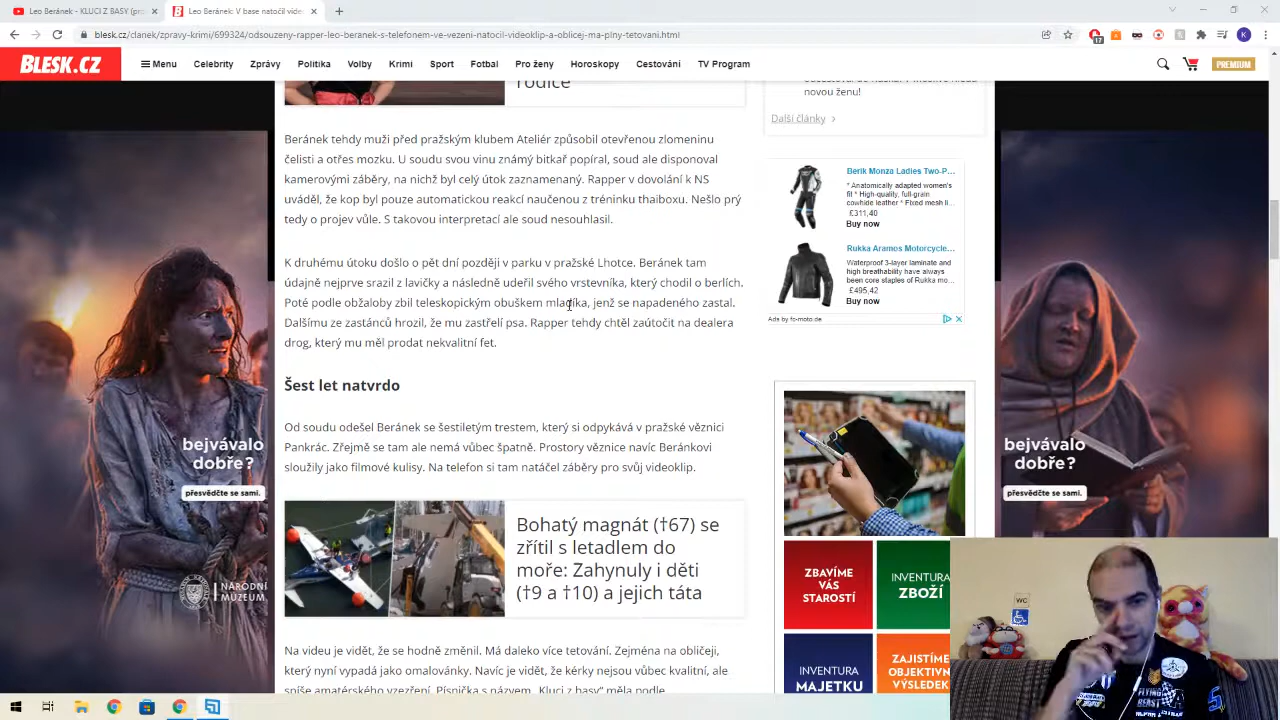 Leo Beránek - KLUCI Z BASY (pro
Leo Beránek: V base natočil vide
blesk.cz/clanek/zpravy-krimi/699324/odsouzeny-rapper-leo-beranek-s-telefonem-ve-vezeni-natocil-videoklip-a-oblicej-ma-plny-tetovani.html
17
K
BLESK.CZ
Menu
Celebrity
Zprávy
Politika
Volby
Krimi
Sport
Fotbal
Pro ženy
Horoskopy
Cestování
TV Program
PREMIUM
rodiče
novou ženu!
Další články
Beránek tehdy muži před pražským klubem Ateliér způsobil otevřenou zlomeninu
čelisti a otřes mozku. U soudu svou vinu známý bitkař popíral, soud ale disponoval
kamerovými záběry, na nichž byl celý útok zaznamenaný. Rapper v dovolání k NS
uváděl, že kop byl pouze automatickou reakcí naučenou z tréninku thaiboxu. Nešlo prý
tedy o projev vůle. S takovou interpretací ale soud nesouhlasil.
K druhému útoku došlo o pět dní později v parku v pražské Lhotce. Beránek tam
údajně nejprve srazil z lavičky a následně udeřil svého vrstevníka, který chodil o berlích.
Poté podle obžaloby zbil teleskopickým obuškem mladíka, jenž se napadeného zastal.
Dalšímu ze zastánců hrozil, že mu zastřelí psa. Rapper tehdy chtěl zaútočit na dealera
drog, který mu měl prodat nekvalitní fet.
Šest let natvrdo
Od soudu odešel Beránek se šestiletým trestem, který si odpykává v pražské věznici
Pankrác. Zřejmě se tam ale nemá vůbec špatně. Prostory věznice navíc Beránkovi
sloužily jako filmové kulisy. Na telefon si tam natáčel záběry pro svůj videoklip.
Bohatý magnát (†67) se
zřítil s letadlem do
moře: Zahynuly i děti
(†9 a †10) a jejich táta
Na videu je vidět, že se hodně změnil. Má daleko více tetování. Zejména na obličeji,
který nyní vypadá jako omalovánky. Navíc je vidět, že kérky nejsou vůbec kvalitní, ale
spíše amatérského vzezření. Písnička s názvem „Kluci z basy" měla podle
Berik Monza Ladies Two-P...
* Anatomically adapted women's
fit * High-quality, full-grain
cowhide leather * Fixed mesh li...
£311,40
Buy now
Rukka Aramos Motorcycle...
Waterproof 3-layer laminate and
high breathability have always
been core staples of Rukka mo...
£495,42
Buy now
Ads by fc-moto.de
ZBAVÍME
VÁS
STAROSTÍ
INVENTURA
ZBOŽÍ
INVENTURA
MAJETKU
ZAJISTÍME
OBJEKTIVNÍ
VÝSLEDEK
bejvávalo
dobře?
přesvědčte se sami.
NÁRODNÍ
MUZEUM
bejvávalo
dobře?
přesvědčte se sami.
WC
FLYING
BEAST